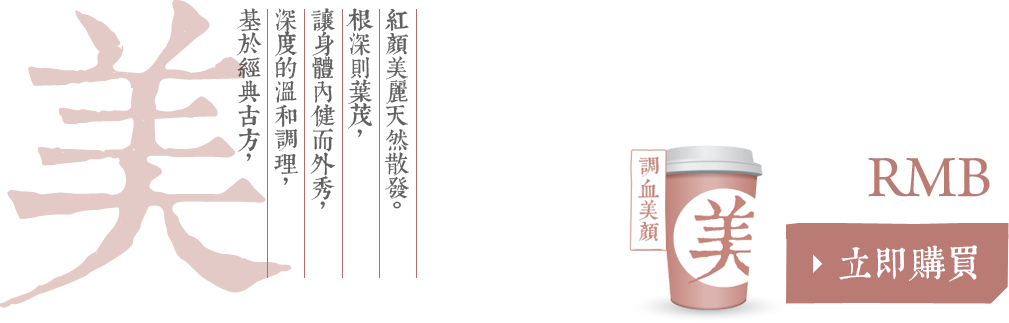 美
基於經典古方，
深度的溫和調理，
讓身體內健而外秀，
根深則葉茂，
紅顏美麗天然散發。
調血美顏
美
RMB
立即購買